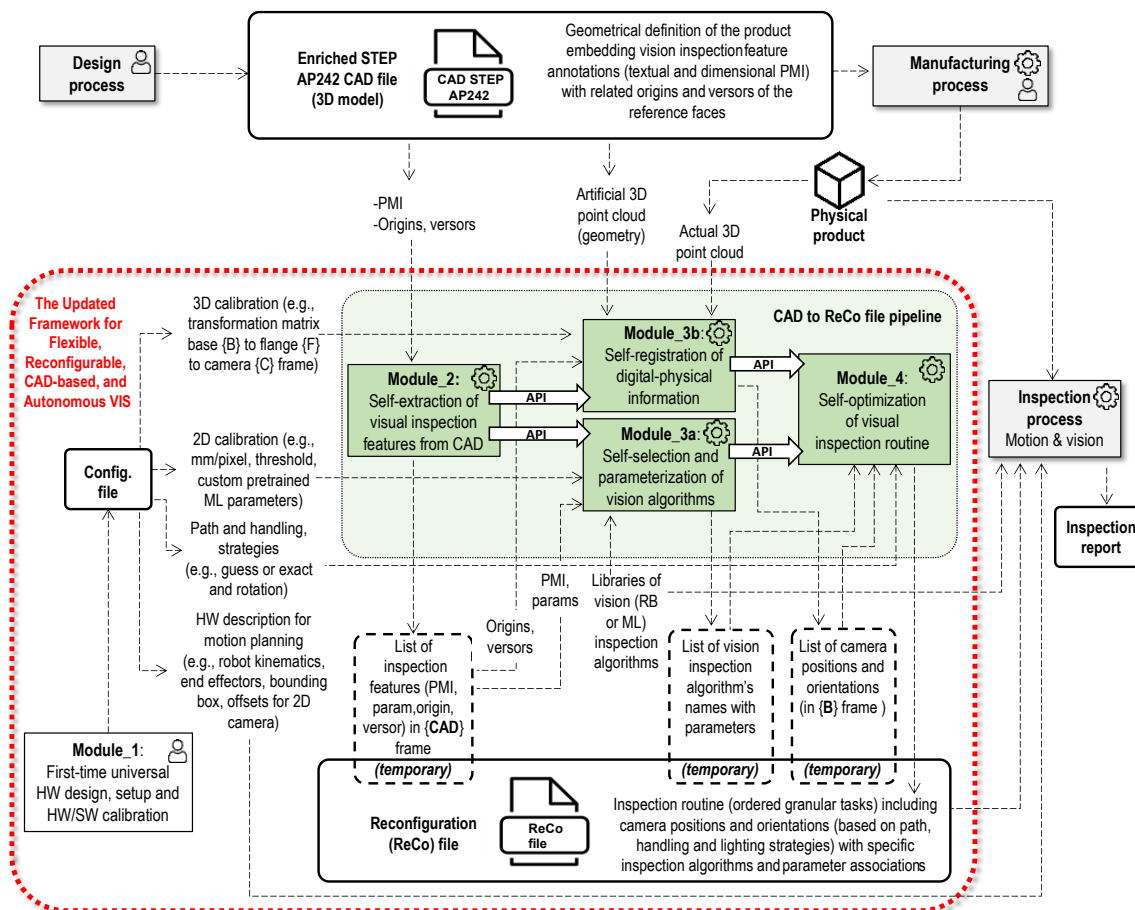 Design
process
Enriched STEP
AP242 CAD file
(3D model)
CAD STEP
AP242
Geometrical definition of the product
embedding vision inspection feature
annotations (textual and dimensional PMI)
with related origins and versors of the
reference faces
Manufacturing
process
-PMI
-Origins, versors
Artificial 3D
point cloud
(geometry)
Actual 3D
point cloud
Physical
product
The Updated
Framework for
Flexible,
Reconfigurable,
CAD-based, and
Autonomous VIS
3D calibration (e.g.,
transformation matrix
base {B} to flange {F}
to camera {C} frame)
CAD to ReCo file pipeline
Module_3b:
Self-registration of
digital-physical
information
Module_2:
Self-extraction of
visual inspection
features from CAD
API
API
API
API
Module_4:
Self-optimization
of visual
inspection routine
Module_3a:
Self-selection and
parameterization of
vision algorithms
Inspection
process
Motion & vision
Inspection
report
Config.
file
2D calibration (e.g.,
mm/pixel, threshold,
custom pretrained
ML parameters)
Path and handling,
strategies
(e.g., guess or exact
and rotation)
HW description for
motion planning
(e.g., robot kinematics,
end effectors, bounding
box, offsets for 2D
camera)
Origins,
versors
PMI,
params
Libraries of
vision (RB
or ML)
inspection
algorithms
List of
inspection
features (PMI,
param,origin,
versor) in {CAD}
frame
(temporary)
List of vision
inspection
algorithm's
names with
parameters
(temporary)
List of camera
positions and
orientations
(in {B} frame )
(temporary)
Module_1:
First-time universal
HW design, setup and
HW/SW calibration
Reconfiguration
(ReCo) file
ReCo
file
Inspection routine (ordered granular tasks) including
camera positions and orientations (based on path,
handling and lighting strategies) with specific
inspection algorithms and parameter associations